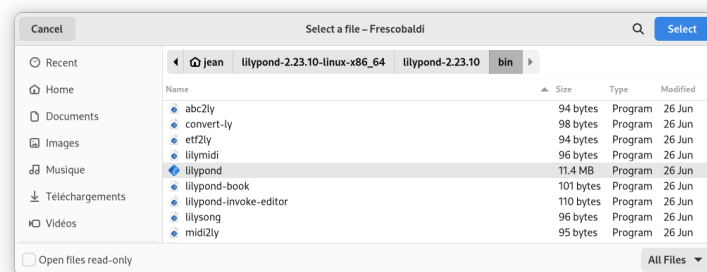 Cancel Select a file – Frescobaldi Select
Recent jean lilypond-2.23.10-linux-x86_64 lilypond-2.23.10 bin
Home Name Size Type Modified
Documents abc2ly 94 bytes Program 26 Jun
convert-ly 98 bytes Program 26 Jun
Images etf2ly 94 bytes Program 26 Jun
lilymidi 96 bytes Program 26 Jun
Musique lilypond 11.4 MB Program 26 Jun
lilypond-book 101 bytes Program 26 Jun
Téléchargements lilypond-invoke-editor 110 bytes Program 26 Jun
lilysong 96 bytes Program 26 Jun
Vidéos midi2ly 95 bytes Program 26 Jun
Open files read-only All Files